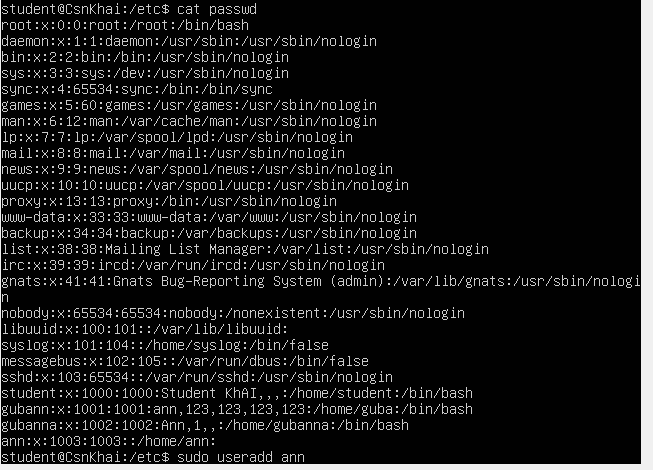 student@CsnKhai:/etc$ cat passwd
root:x:0:0:root:/root:/bin/bash
daemon:x:1:1:daemon:/usr/sbin:/usr/sbin/nologin
bin:x:2:2:bin:/bin:/usr/sbin/nologin
sys:x:3:3:sys:/dev:/usr/sbin/nologin
sync:x:4:65534:sync:/bin:/bin/sync
games:x:5:60:games:/usr/games:/usr/sbin/nologin
man:x:6:12:man:/var/cache/man:/usr/sbin/nologin
lp:x:7:7:lp:/var/spool/lpd:/usr/sbin/nologin
mail:x:8:8:mail:/var/mail:/usr/sbin/nologin
news:x:9:9:news:/var/spool/news:/usr/sbin/nologin
uucp:x:10:10:uucp:/var/spool/uucp:/usr/sbin/nologin
proxy:x:13:13:proxy:/bin:/usr/sbin/nologin
www-data:x:33:33:www-data:/var/www:/usr/sbin/nologin
backup:x:34:34:backup:/var/backups:/usr/sbin/nologin
list:x:38:38:Mailing List Manager:/var/list:/usr/sbin/nologin
irc:x:39:39:ircd:/var/run/ircd:/usr/sbin/nologin
gnats:x:41:41:Gnats Bug-Reporting System (admin):/var/lib/gnats:/usr/sbin/nologi
n
nobody:x:65534:65534:nobody:/nonexistent:/usr/sbin/nologin
libuuid:x:100:101::/var/lib/libuuid:
syslog:x:101:104::/home/syslog:/bin/false
messagebus:x:102:105::/var/run/dbus:/bin/false
sshd:x:103:65534::/var/run/sshd:/usr/sbin/nologin
student:x:1000:1000:Student KhAI,,,:/home/student:/bin/bash
gubann:x:1001:1001:ann,123,123,123,123:/home/guba:/bin/bash
gubanna:x:1002:1002:Ann,1,,:/home/gubanna:/bin/bash
ann:x:1003:1003::/home/ann:
student@CsnKhai:/etc$ sudo useradd ann